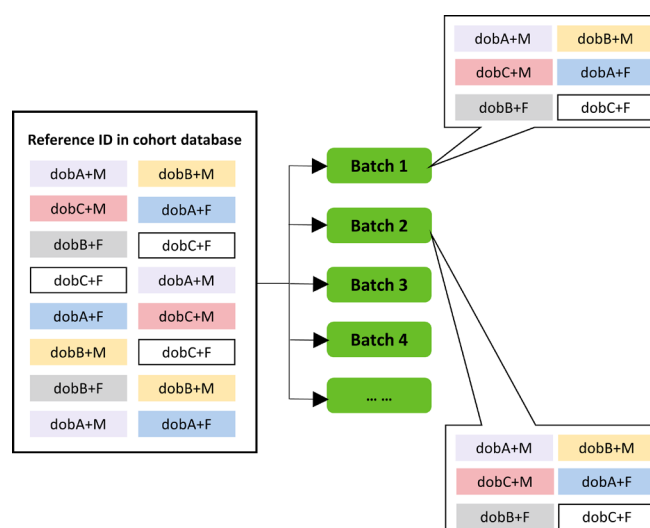 dobA+M dobB+M
dobC+M dobA+F
dobB+F dobC+F
Reference ID in cohort database
dobA+M dobB+M
dobC+M dobA+F
dobB+F dobC+F
dobC+F dobA+M
dobA+F dobC+M
dobB+M dobC+F
dobB+F dobB+M
dobA+M dobA+F
Batch 1
Batch 2
Batch 3
Batch 4
... ...
dobA+M dobB+M
dobC+M dobA+F
dobB+F dobC+F